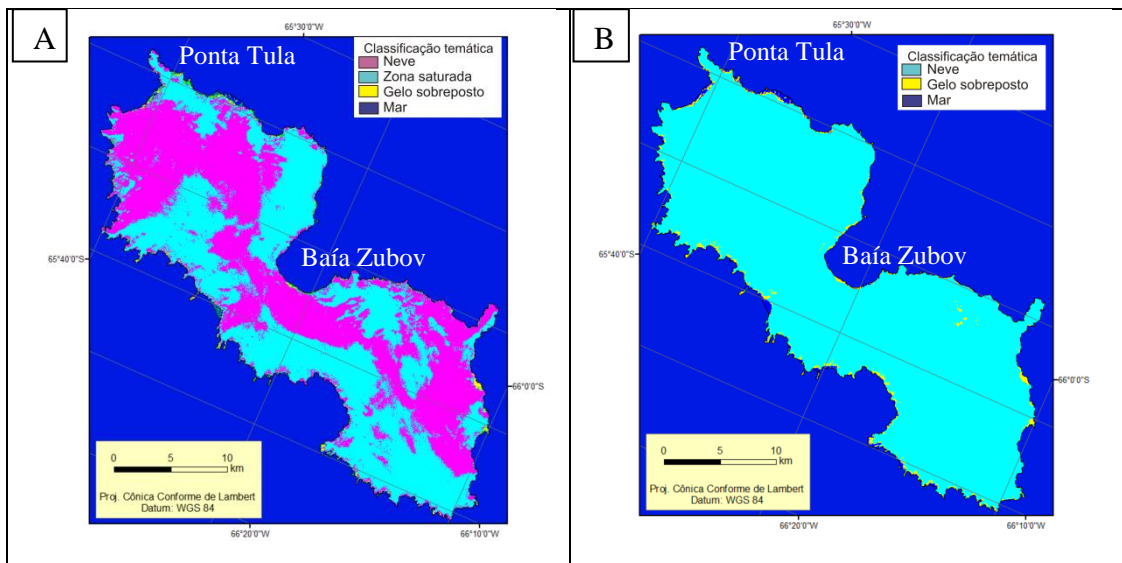 A
65°30'0"W
Ponta Tula
Classificação temática
Neve
Zona saturada
Gelo sobreposto
Mar
Baía Zubov
65°40'0"S
66°0'0"S
0 5 10
km
Proj. Cônica Conforme de Lambert
Datum: WGS 84
66°20'0"W
66°10'0"W
B
65°30'0"W
Ponta Tula
Classificação temática
Neve
Gelo sobreposto
Mar
Baía Zubov
65°40'0"S
66°0'0"S
0 5 10
km
Proj. Cônica Conforme de Lambert
Datum: WGS 84
66°20'0"W
66°10'0"W